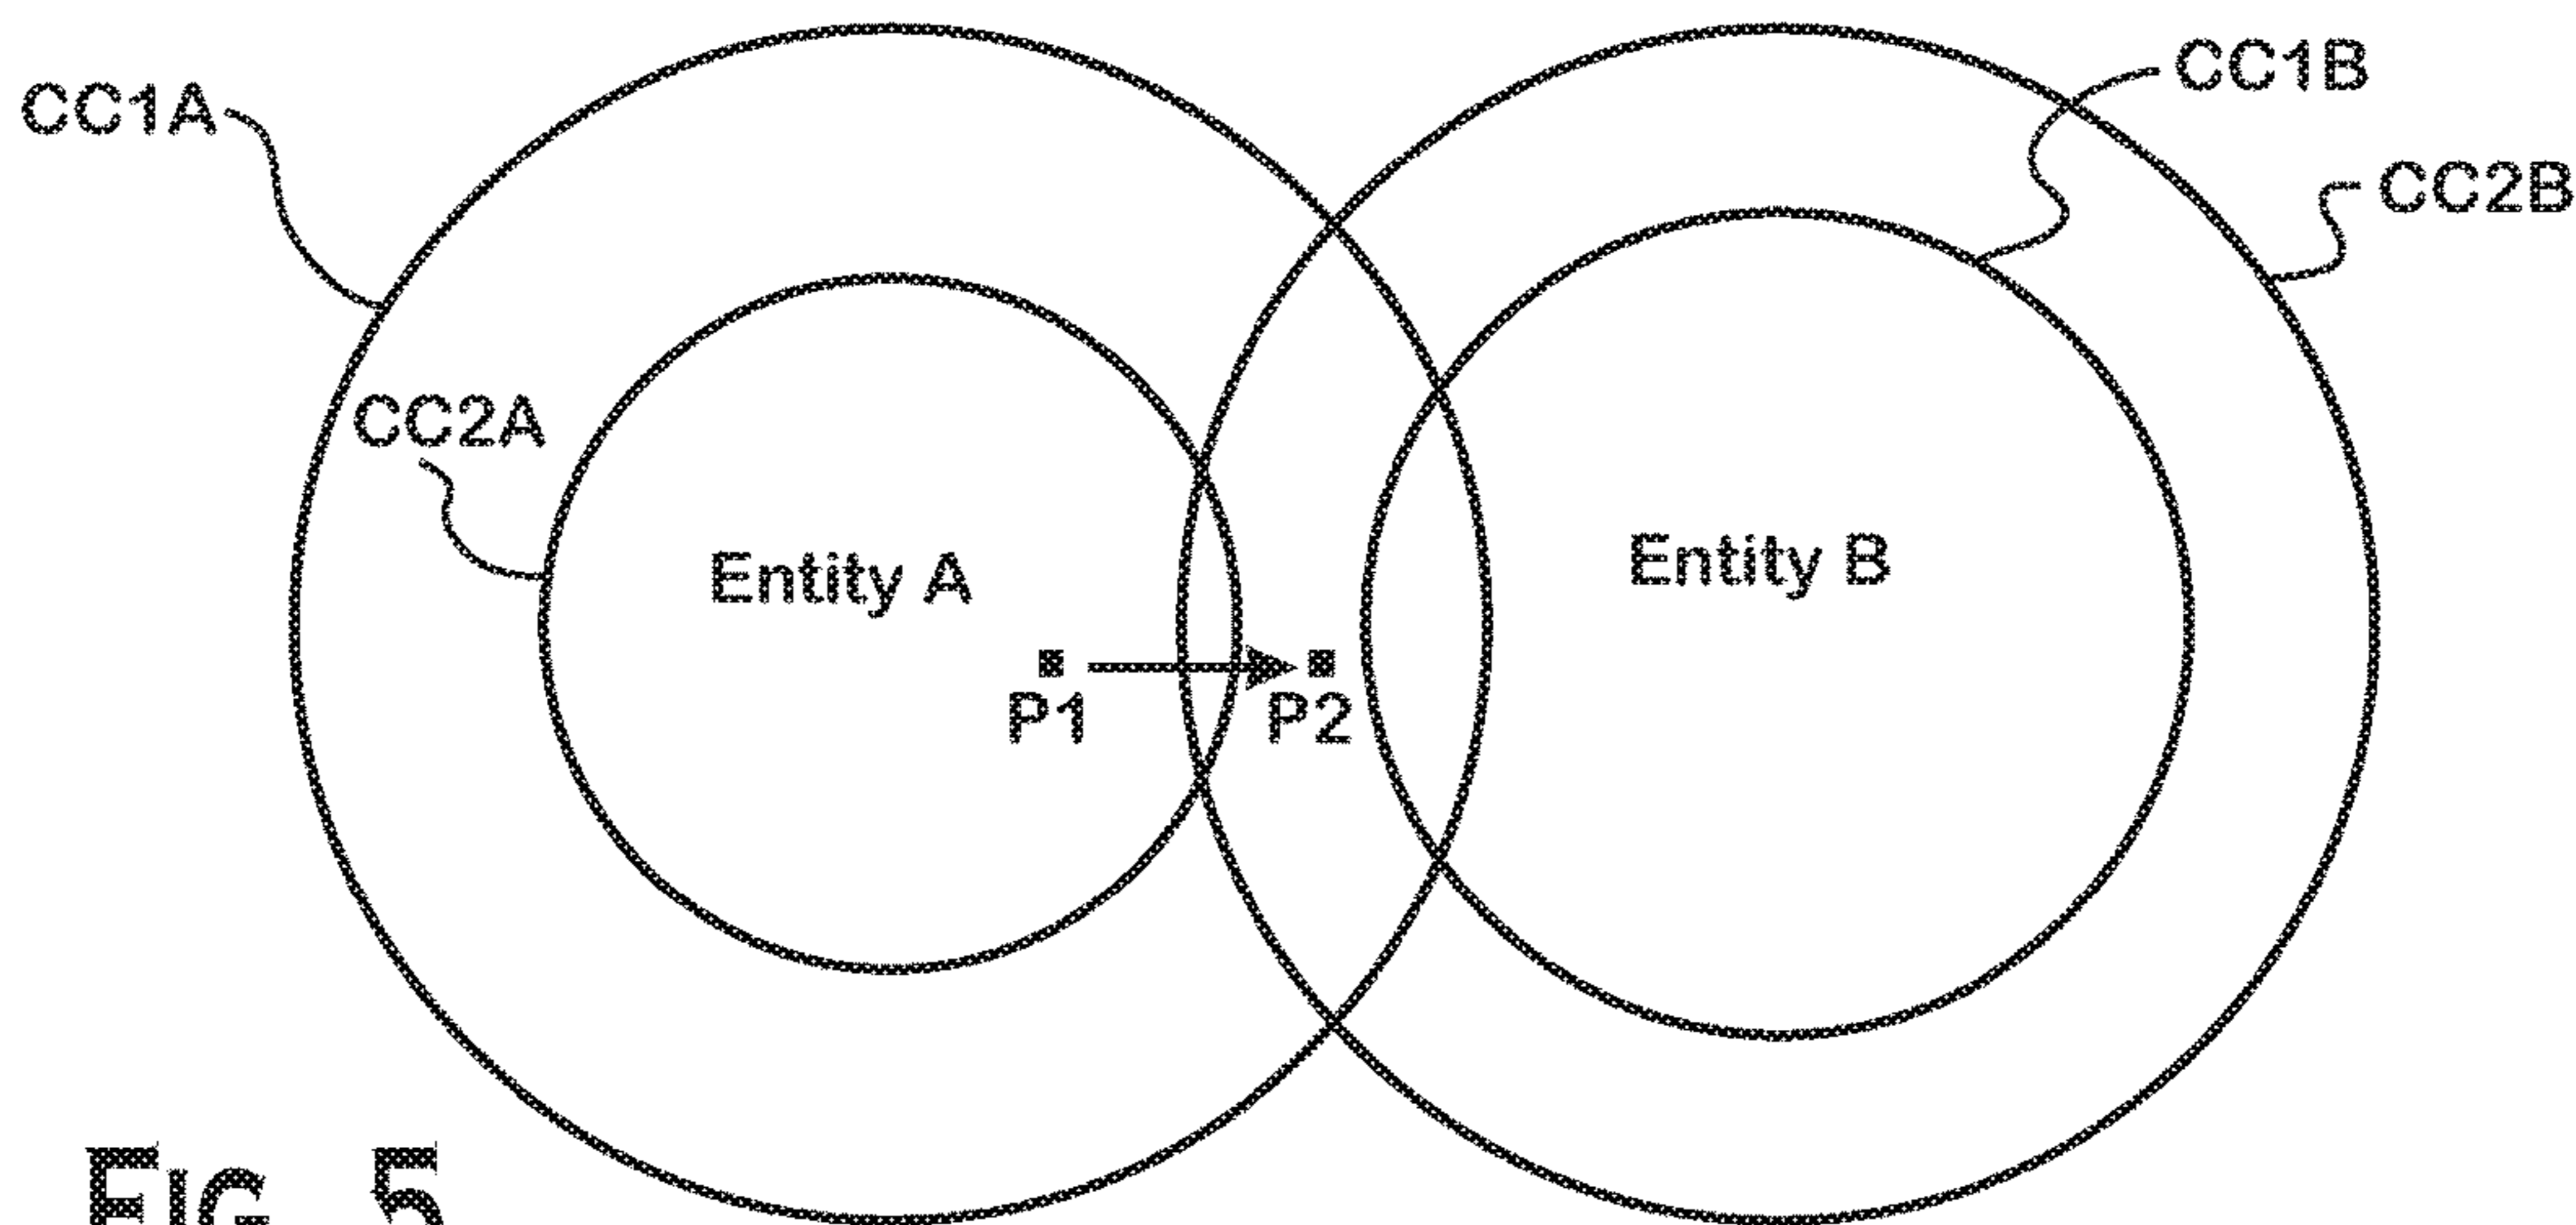 CC1A
CC1B
CC2B
CC2A
Entity A
Entity B
P1
P2
FIG. 5